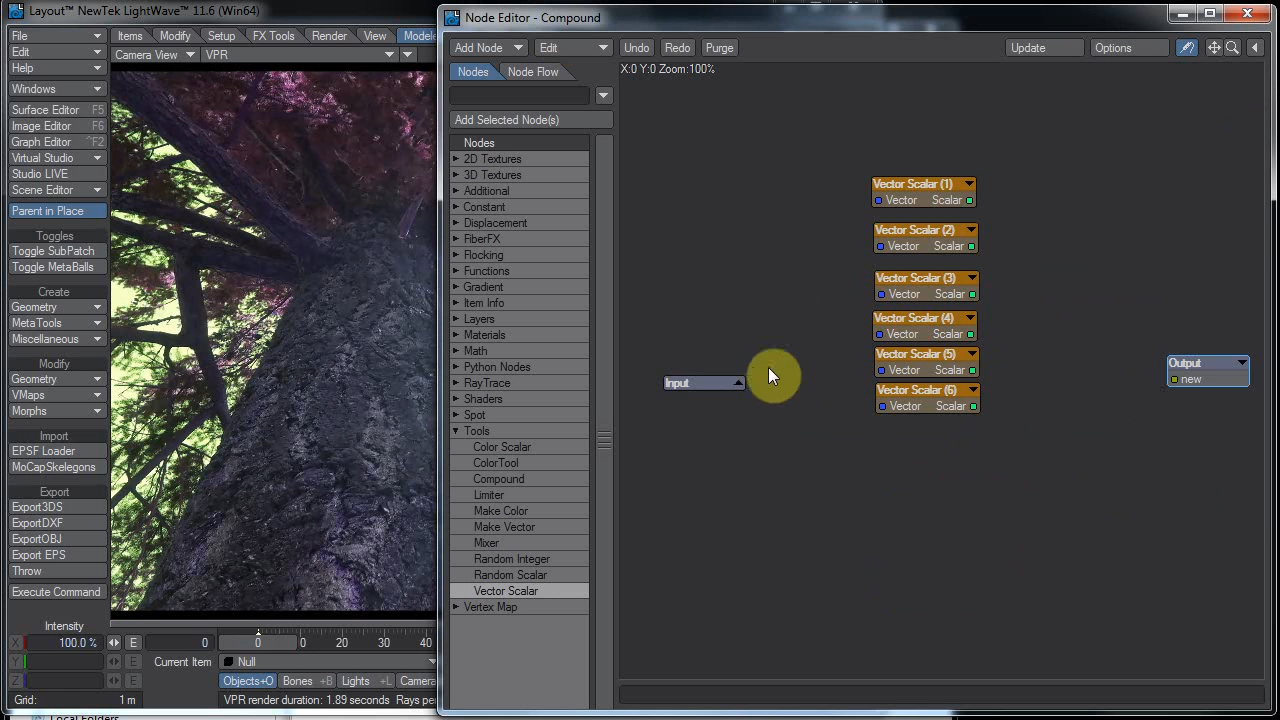 Layout™ NewTek LightWave™ 11.6 (Win64)
File
Edit
Help
Windows
Surface Editor F5
Image Editor F6
Graph Editor ^F2
Virtual Studio
Studio LIVE
Scene Editor
Parent in Place
Toggles
Toggle SubPatch
Toggle MetaBalls
Create
Geometry
MetaTools
Miscellaneous
Modify
Geometry
VMaps
Morphs
Import
EPSF Loader
MoCapSkelegons
Export
Export3DS
ExportDXF
ExportOBJ
Export EPS
Throw
Execute Command
Items Modify Setup FX Tools Render View Modele
Camera View VPR
Intensity
X 100.0 % E 0 0 10 20 30 40
Y E Current Item Null
Z E Objects+O Bones +B Lights +L Camera
Grid: 1 m VPR render duration: 1.89 seconds Rays pe
Local Folders
Node Editor - Compound
Add Node Edit Undo Redo Purge Update Options
Nodes Node Flow
X:0 Y:0 Zoom:100%
Add Selected Node(s)
Nodes
2D Textures
3D Textures
Additional
Constant
Displacement
FiberFX
Flocking
Functions
Gradient
Item Info
Layers
Materials
Math
Python Nodes
RayTrace
Shaders
Spot
Tools
Color Scalar
ColorTool
Compound
Limiter
Make Color
Make Vector
Mixer
Random Integer
Random Scalar
Vector Scalar
Vertex Map
Vector Scalar (1)
Vector Scalar
Vector Scalar (2)
Vector Scalar
Vector Scalar (3)
Vector Scalar
Vector Scalar (4)
Vector Scalar
Vector Scalar (5)
Vector Scalar
Vector Scalar (6)
Vector Scalar
Input
Output
new